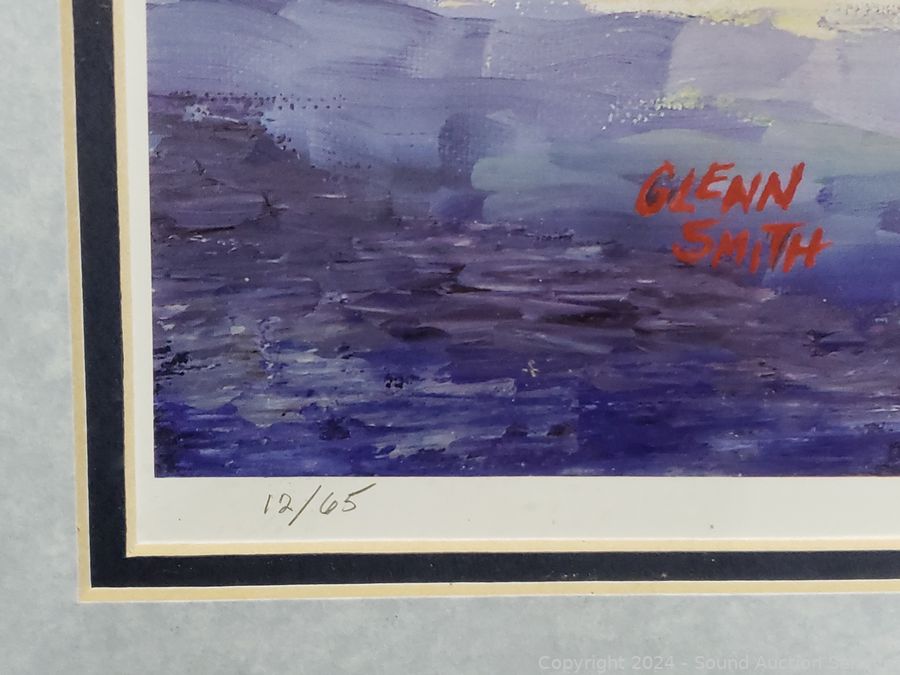 GLENN
SMITH
12/65
Copyright 2024 - Sound Auction Service